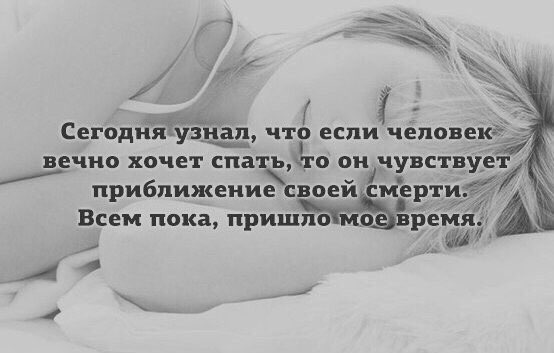 Сегодня узнал, что если человек
вечно хочет спать, то он чувствует
приближение своей смерти.
Всем пока, пришло мое время.